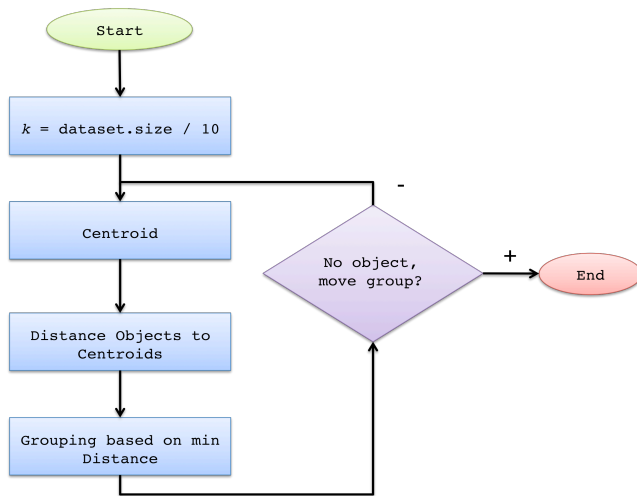 Start
k = dataset.size / 10
-
Centroid
No object,
move group?
+
End
Distance Objects to
Centroids
Grouping based on min
Distance